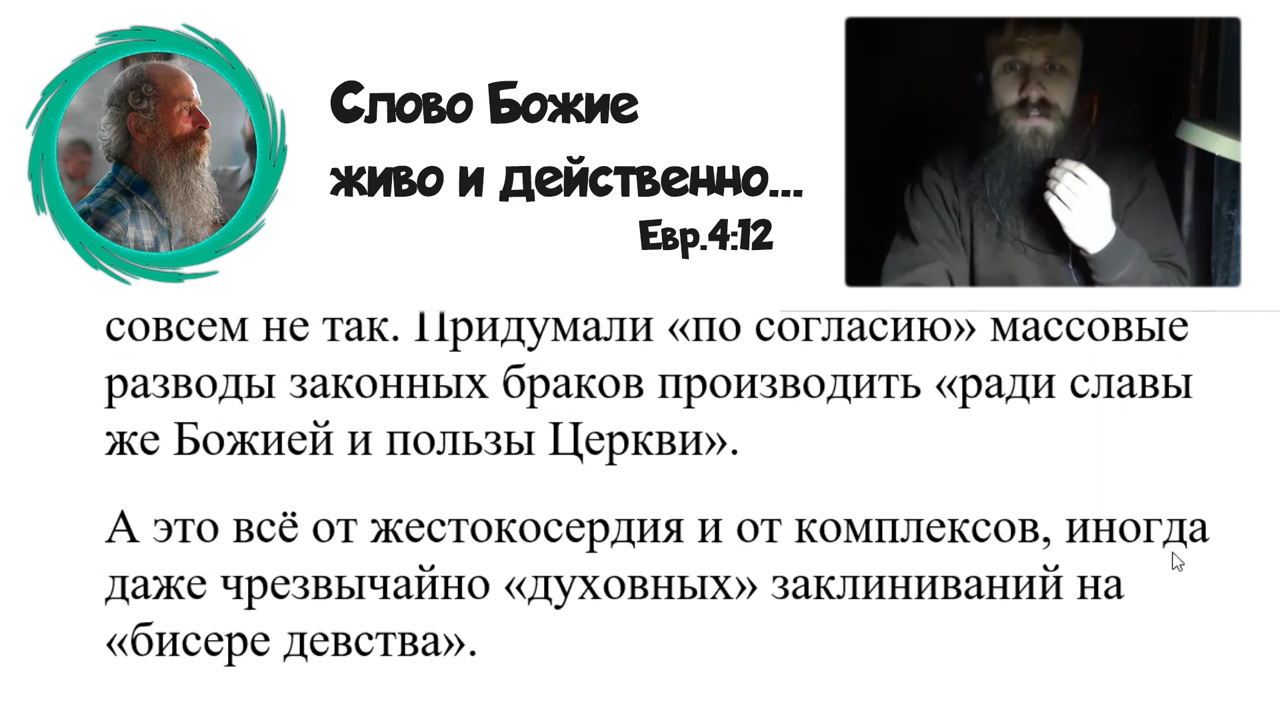 Слово Божие
живо и действенно...
Евр.4:12
совсем не так. Придумали «по согласию» массовые
разводы законных браков производить «ради славы
же Божией и пользы Церкви».
А это всё от жестокосердия и от комплексов, иногда
даже чрезвычайно «духовных» заклиниваний на
«бисере девства».